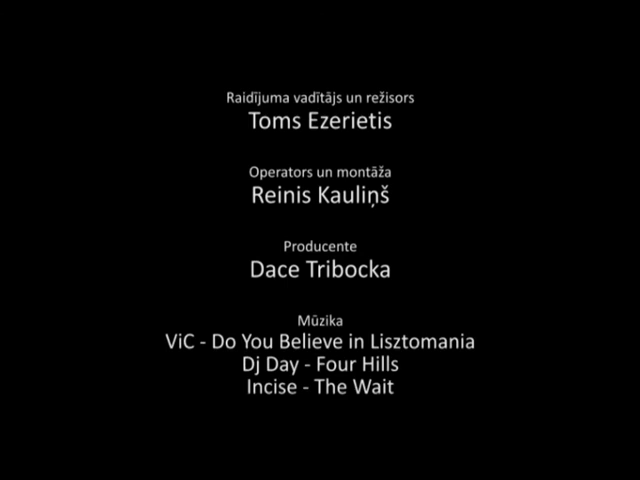 Raidījuma vadītājs un režisors
Toms Ezerietis
Operators un montāža
Reinis Kauliņš
Producente
Dace Tribocka
Mūzika
ViC - Do You Believe in Lisztomania
Dj Day - Four Hills
Incise - The Wait